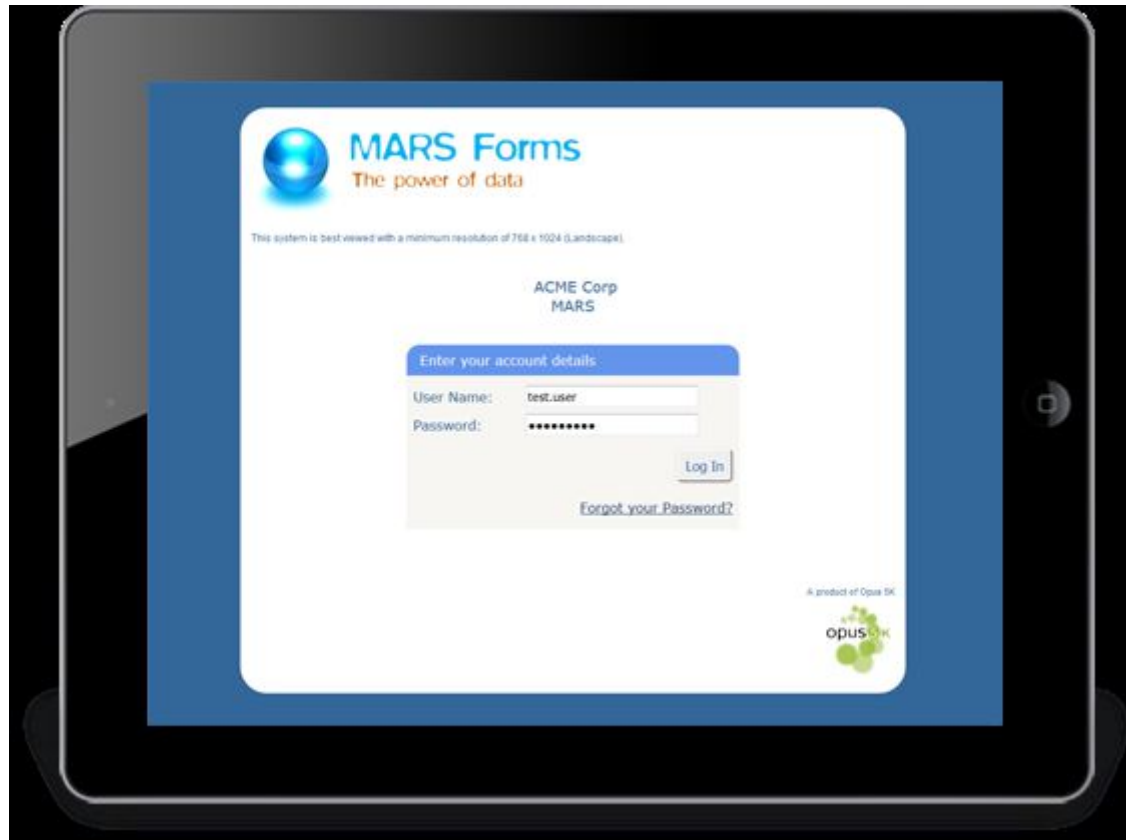 MARS Forms
The power of data
This system is best viewed with a minimum resolution of 768 x 1024 (Landscape).
ACME Corp
MARS
Enter your account details
User Name: test.user
Password: •••••••••
Log In
Forgot your Password?
A product of Opus 5K
opus5K